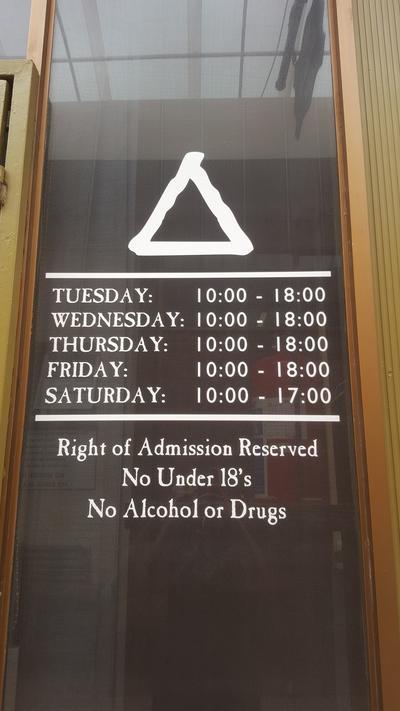 TUESDAY: 10:00 - 18:00
WEDNESDAY: 10:00 - 18:00
THURSDAY: 10:00 - 18:00
FRIDAY: 10:00 - 18:00
SATURDAY: 10:00 - 17:00
Right of Admission Reserved
No Under 18's
No Alcohol or Drugs